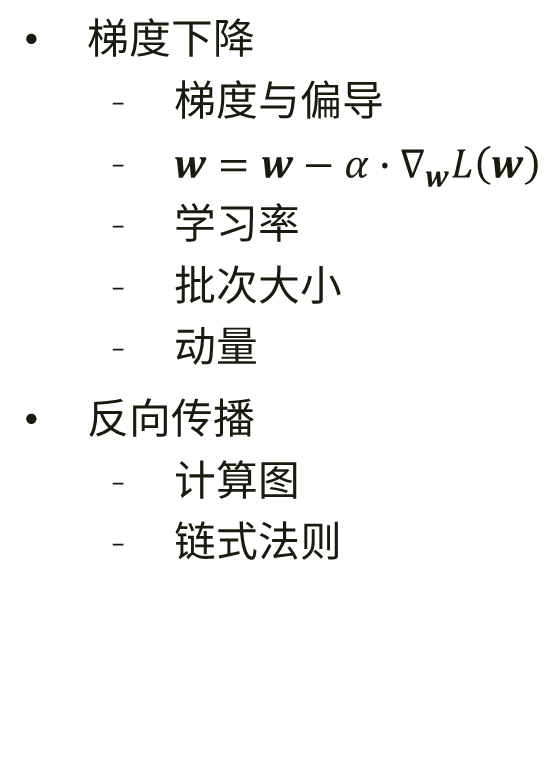 • 梯度下降
- 梯度与偏导
- w = w − α · ∇_w L(w)
- 学习率
- 批次大小
- 动量
• 反向传播
- 计算图
- 链式法则